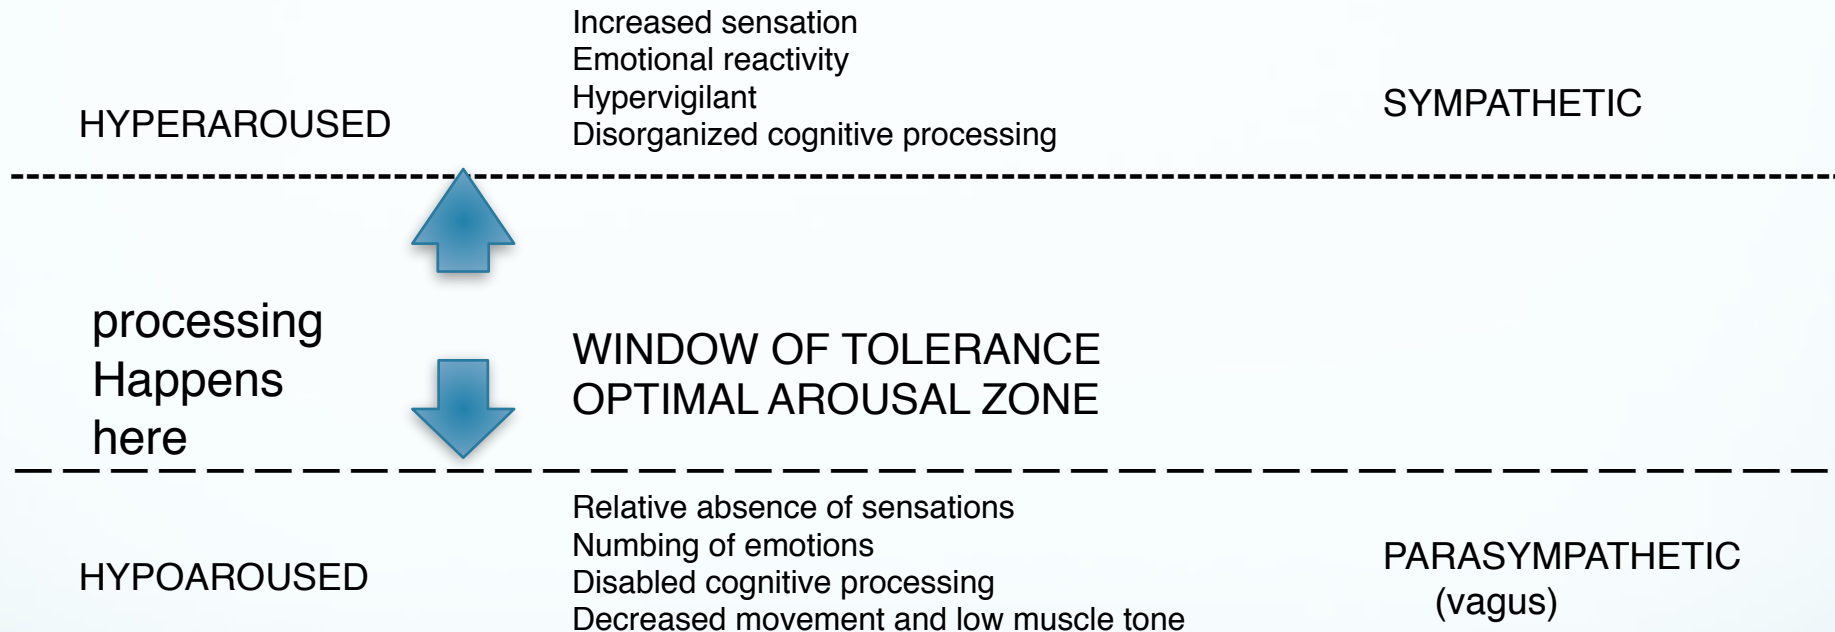 Increased sensation
Emotional reactivity
Hypervigilant
Disorganized cognitive processing
HYPERAROUSED
SYMPATHETIC
processing
Happens
here
WINDOW OF TOLERANCE
OPTIMAL AROUSAL ZONE
Relative absence of sensations
Numbing of emotions
Disabled cognitive processing
Decreased movement and low muscle tone
HYPOAROUSED
PARASYMPATHETIC
(vagus)